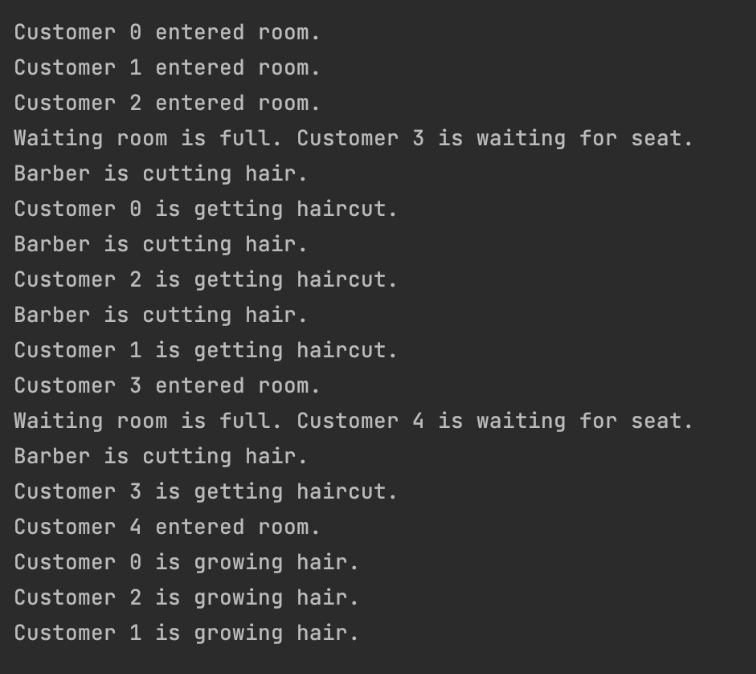 Customer 0 entered room.
Customer 1 entered room.
Customer 2 entered room.
Waiting room is full. Customer 3 is waiting for seat.
Barber is cutting hair.
Customer 0 is getting haircut.
Barber is cutting hair.
Customer 2 is getting haircut.
Barber is cutting hair.
Customer 1 is getting haircut.
Customer 3 entered room.
Waiting room is full. Customer 4 is waiting for seat.
Barber is cutting hair.
Customer 3 is getting haircut.
Customer 4 entered room.
Customer 0 is growing hair.
Customer 2 is growing hair.
Customer 1 is growing hair.